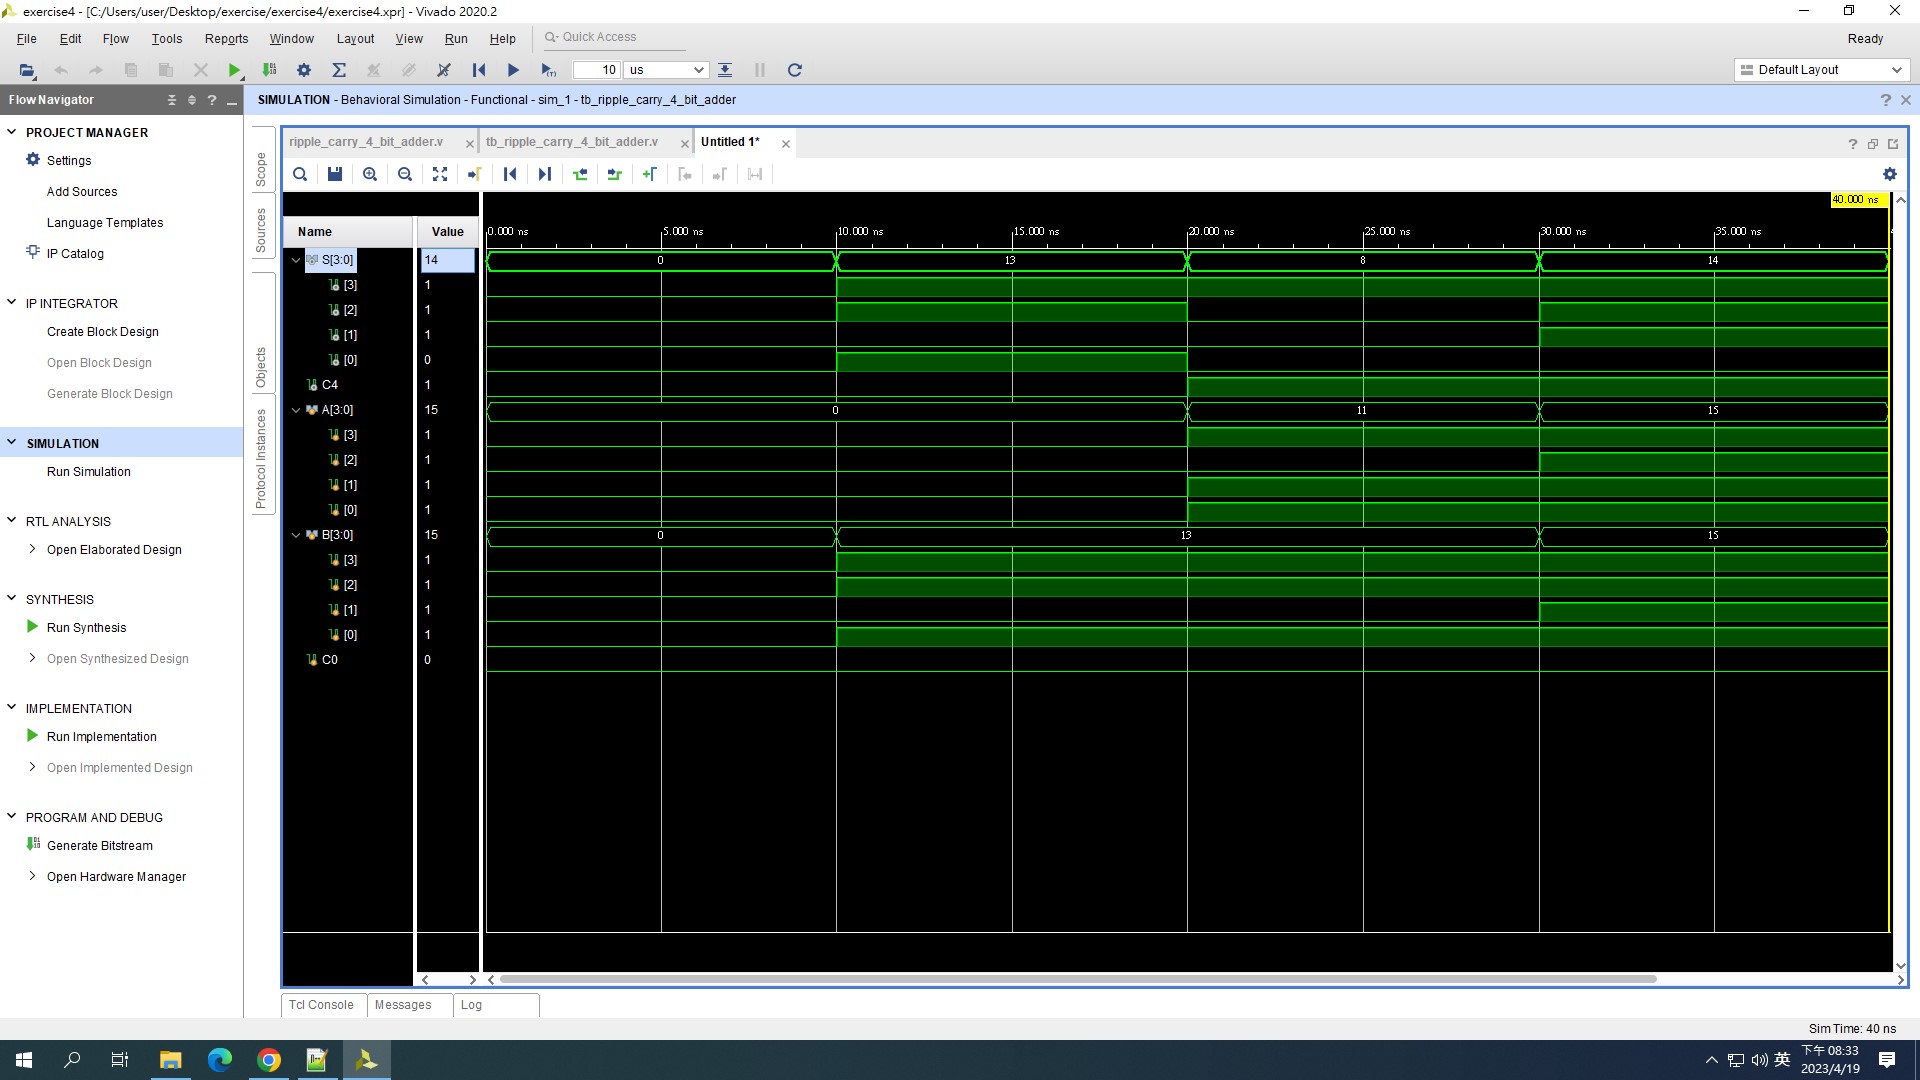 exercise4 - [C:/Users/user/Desktop/exercise/exercise4/exercise4.xpr] - Vivado 2020.2
File Edit Flow Tools Reports Window Layout View Run Help Quick Access
Ready
10 us
Default Layout
Flow Navigator
SIMULATION - Behavioral Simulation - Functional - sim_1 - tb_ripple_carry_4_bit_adder
PROJECT MANAGER
Settings
Add Sources
Language Templates
IP Catalog
IP INTEGRATOR
Create Block Design
Open Block Design
Generate Block Design
SIMULATION
Run Simulation
RTL ANALYSIS
Open Elaborated Design
SYNTHESIS
Run Synthesis
Open Synthesized Design
IMPLEMENTATION
Run Implementation
Open Implemented Design
PROGRAM AND DEBUG
Generate Bitstream
Open Hardware Manager
Scope
Sources
Objects
Protocol Instances
ripple_carry_4_bit_adder.v
tb_ripple_carry_4_bit_adder.v
Untitled 1*
40.000 ns
Name Value
0.000 ns 5.000 ns 10.000 ns 15.000 ns 20.000 ns 25.000 ns 30.000 ns 35.000 ns
S[3:0] 14 0 13 8 14
[3] 1
[2] 1
[1] 1
[0] 0
C4 1
A[3:0] 15 0 11 15
[3] 1
[2] 1
[1] 1
[0] 1
B[3:0] 15 0 13 15
[3] 1
[2] 1
[1] 1
[0] 1
C0 0
Tcl Console Messages Log
Sim Time: 40 ns
英
下午 08:33
2023/4/19